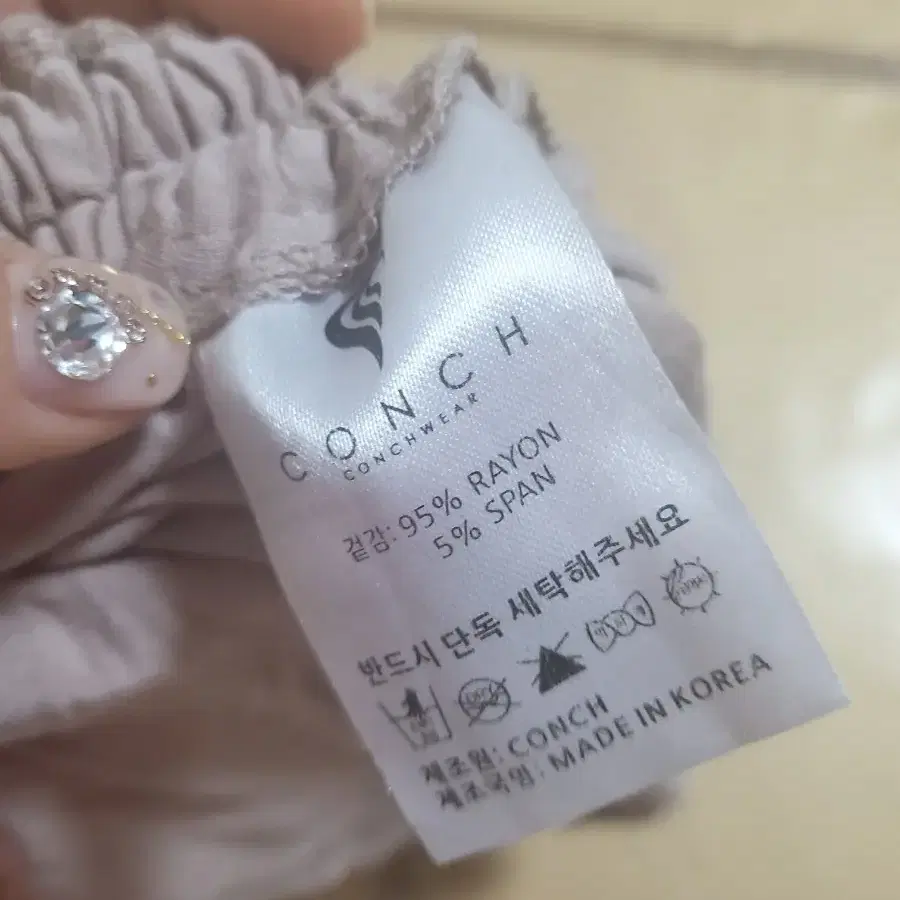 CONCH
CONCHWEAR
겉감: 95% RAYON
5% SPAN
반드시 단독 세탁해주세요
제조원: CONCH
제조국명: MADE IN KOREA